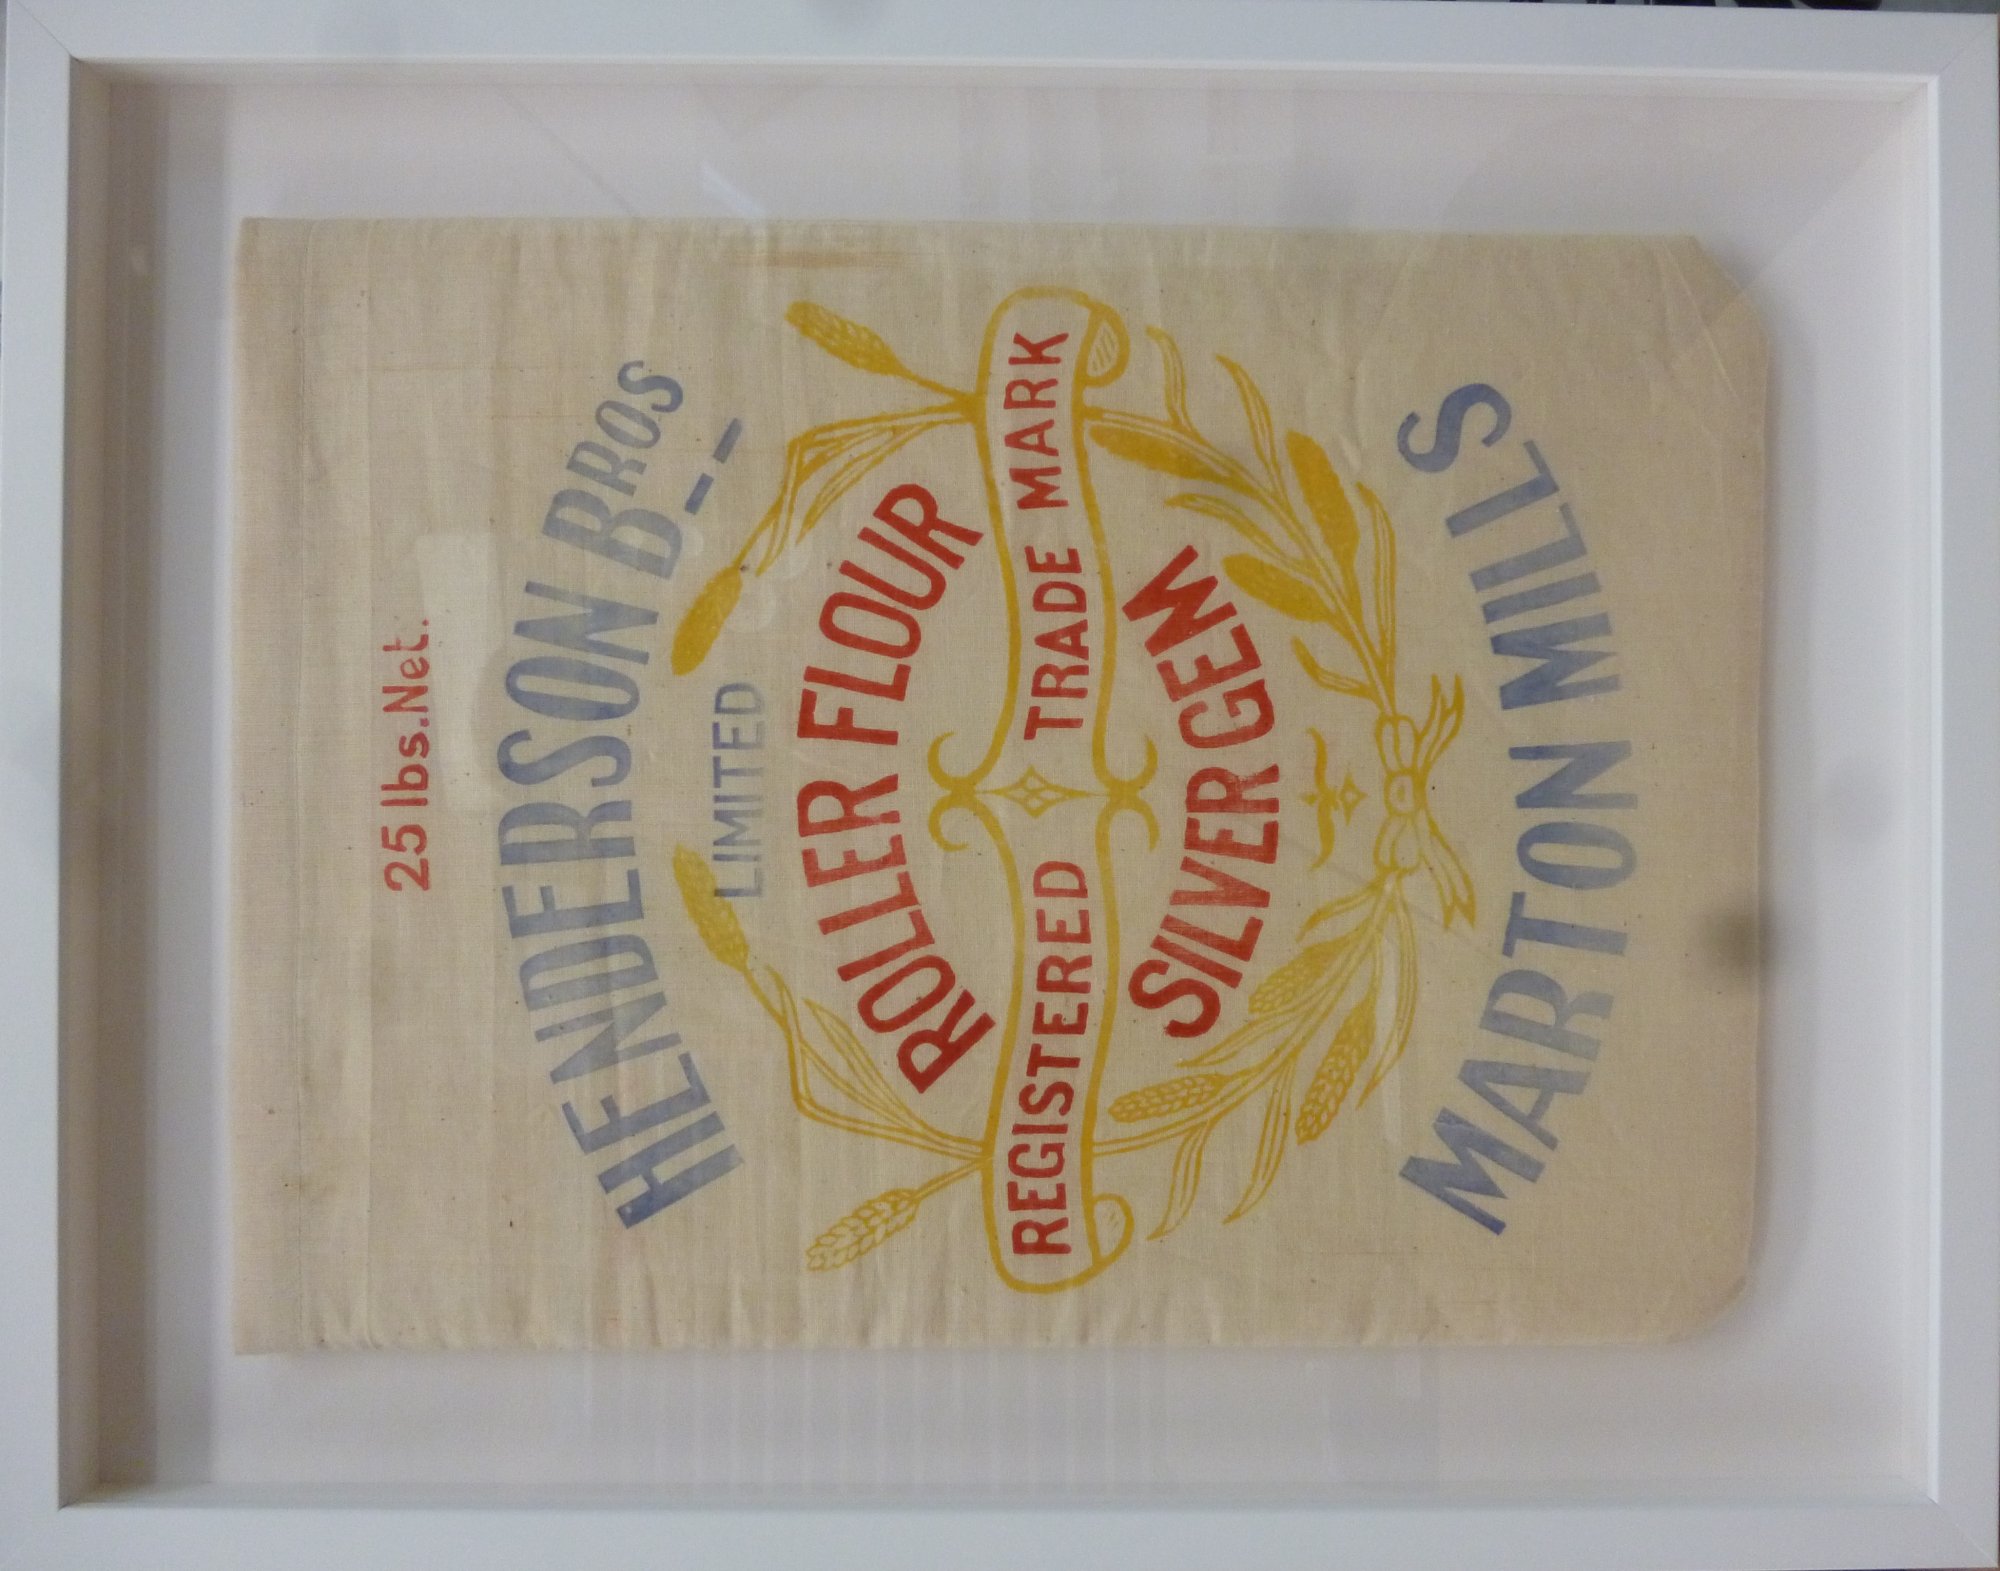 25 lbs. Net.
HENDERSON BROS
LIMITED
ROLLER FLOUR
REGISTERED TRADE MARK
SILVER GEM
MARTON MILLS